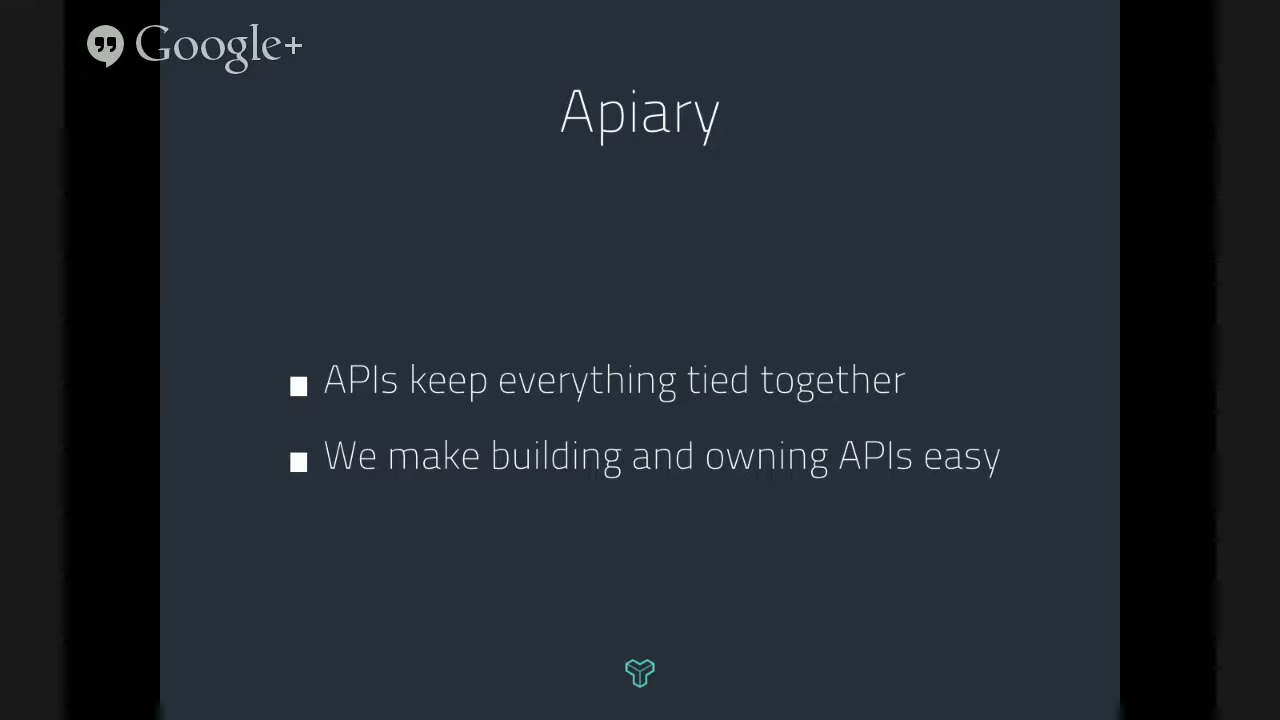 Google+
Apiary
APIs keep everything tied together
We make building and owning APIs easy